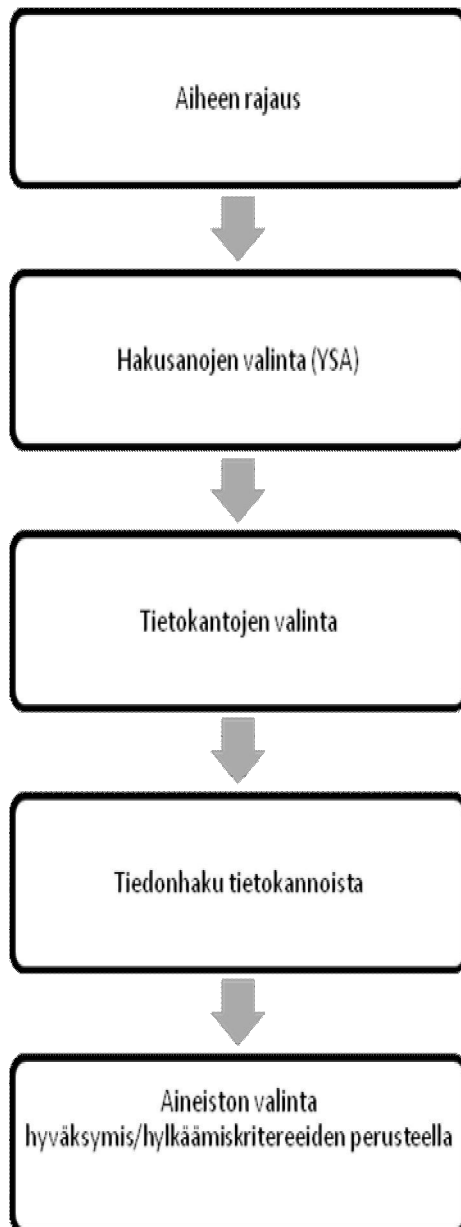 Aiheen rajaus
Hakusanojen valinta (YSA)
Tietokantojen valinta
Tiedonhaku tietokannoista
Aineiston valinta
hyväksymis/hylkäämiskritereeiden perusteella